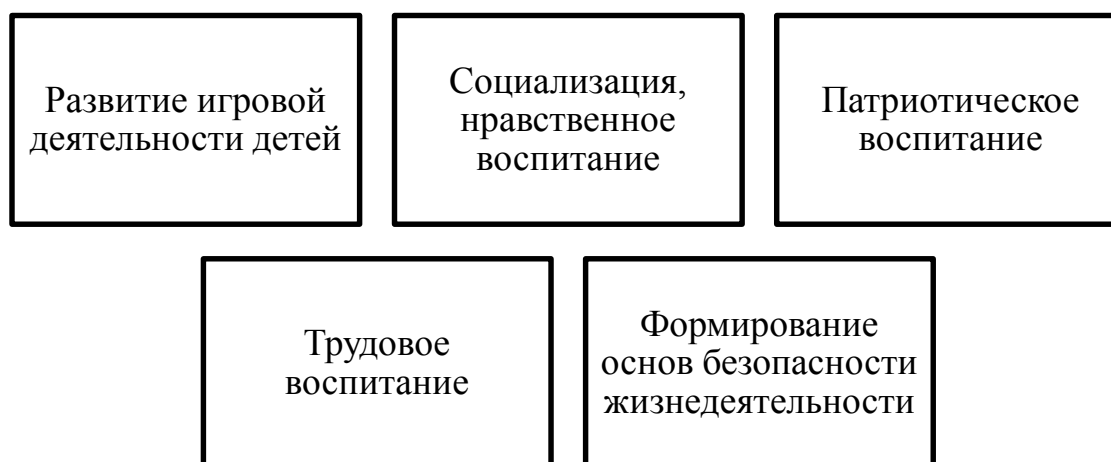 Развитие игровой
деятельности детей
Социализация,
нравственное
воспитание
Патриотическое
воспитание
Трудовое
воспитание
Формирование
основ безопасности
жизнедеятельности